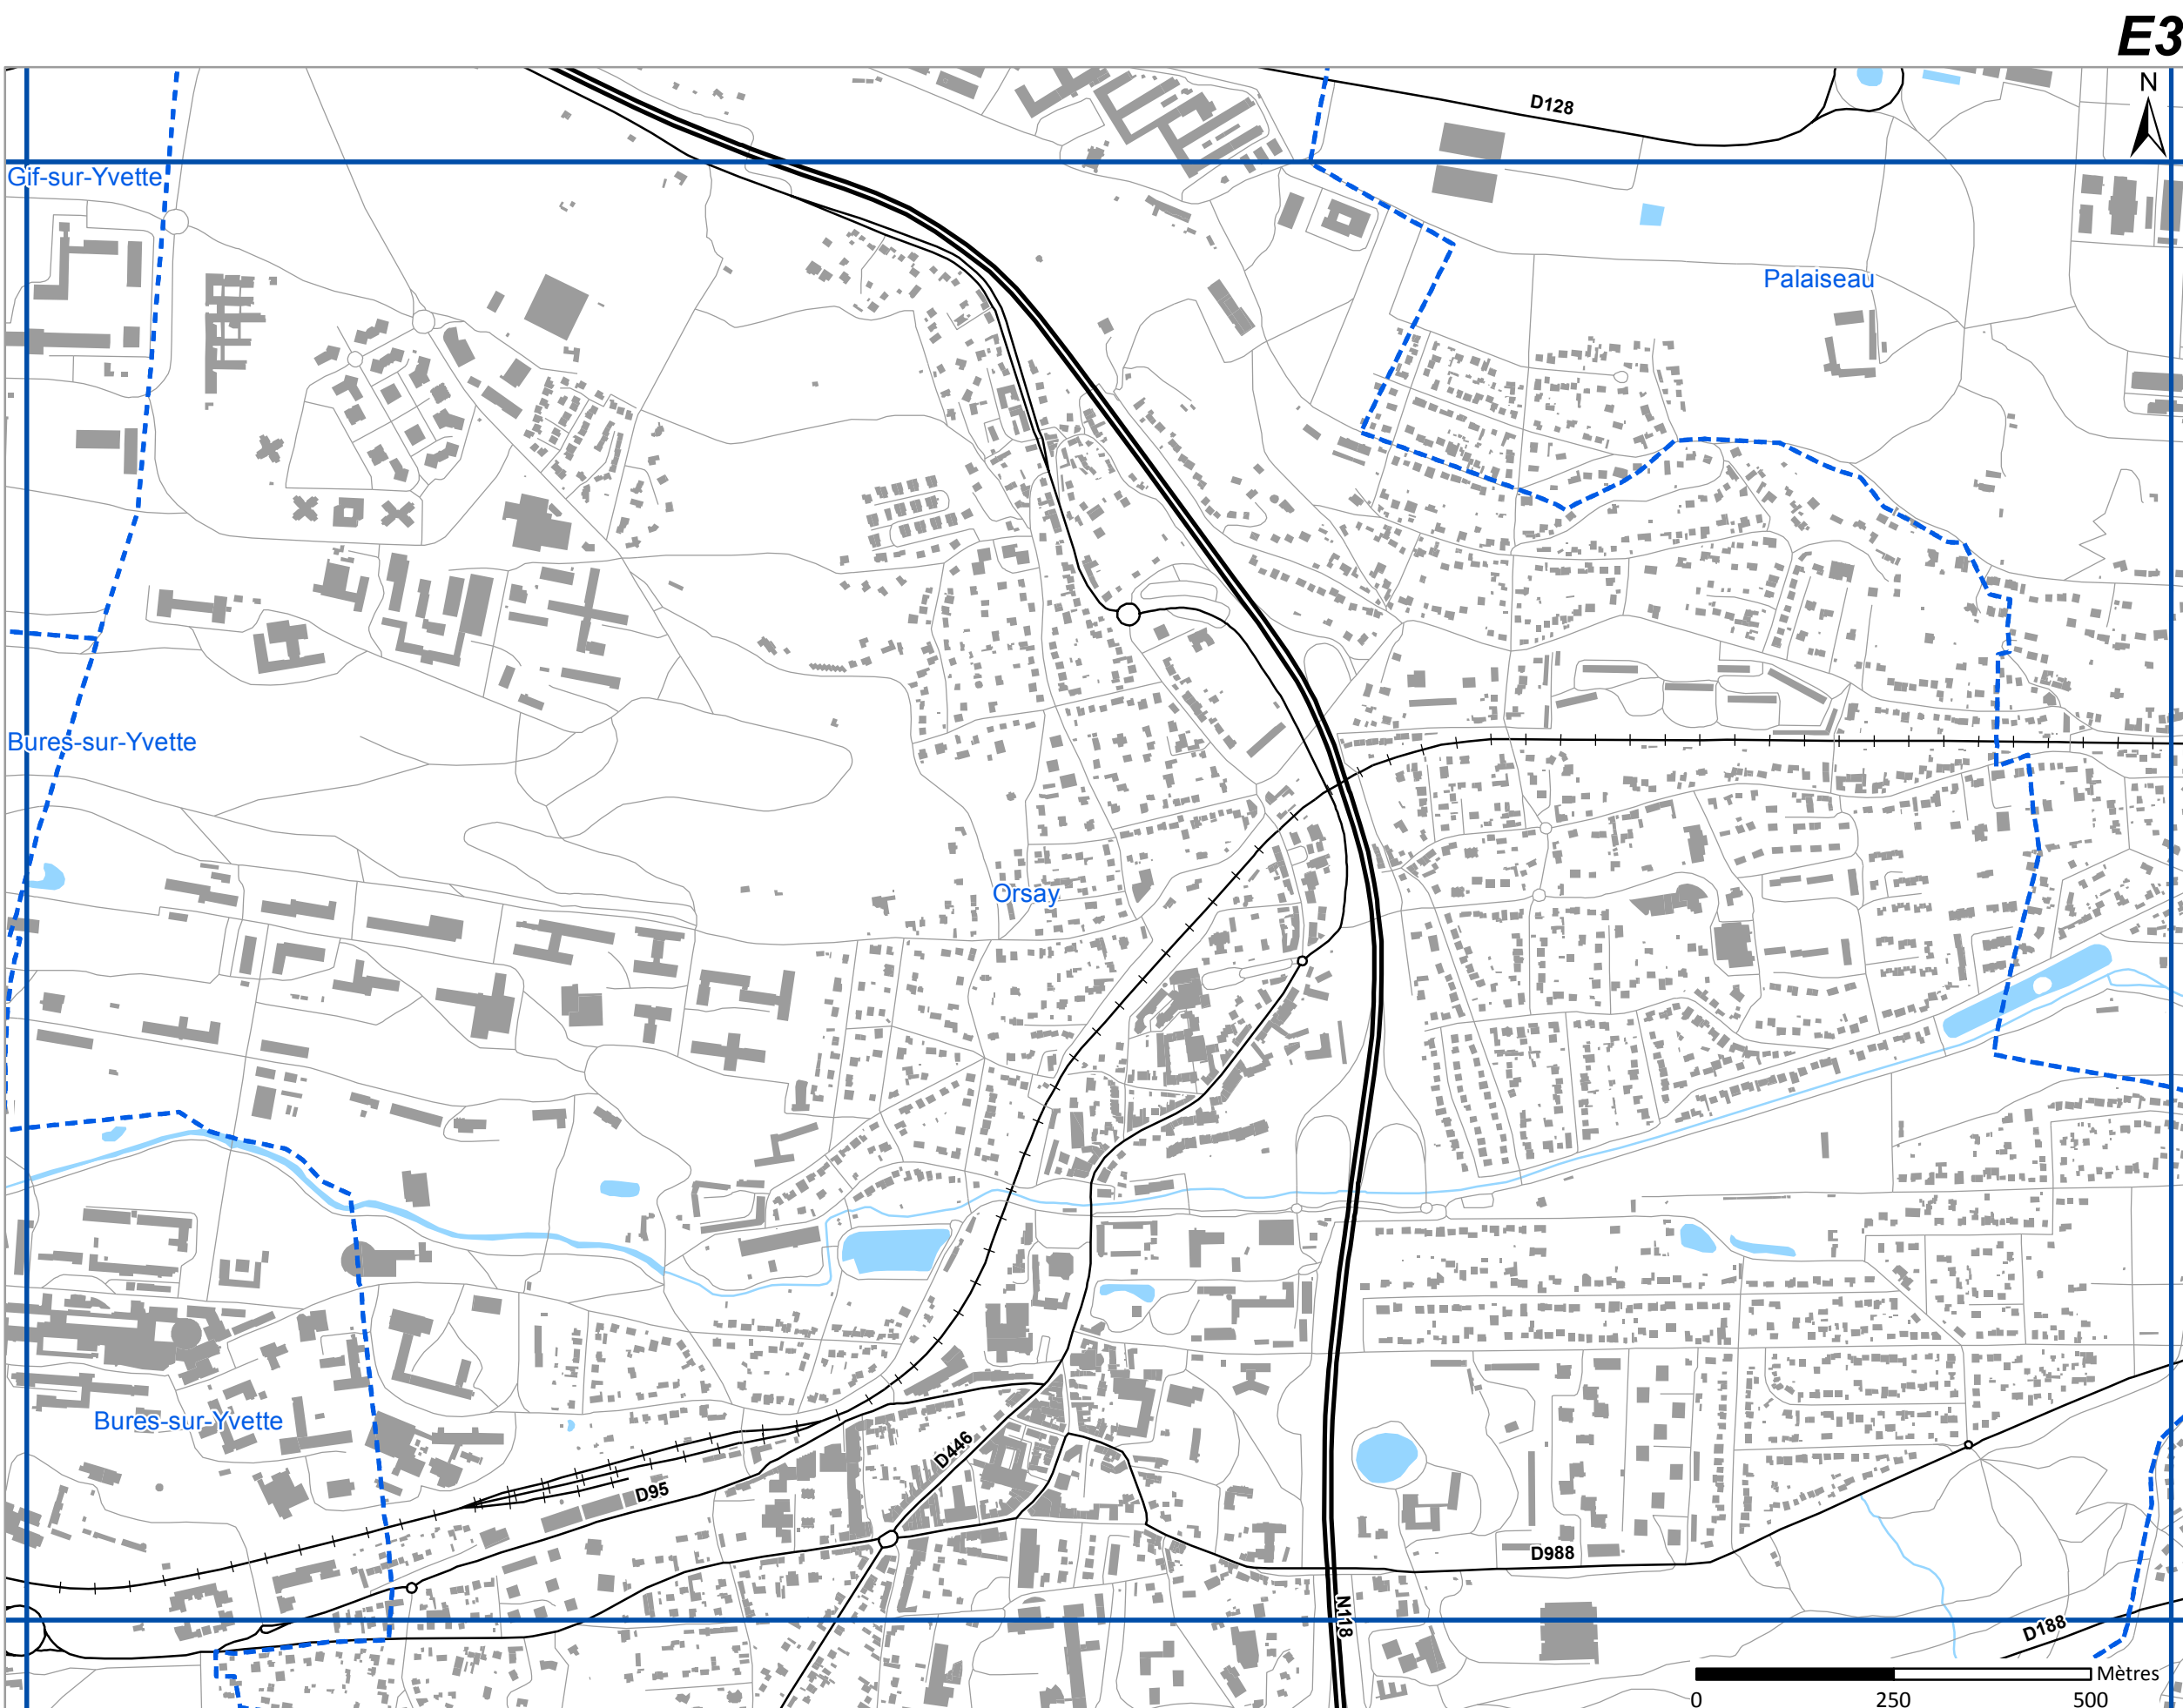 E3
N
D128
Gif-sur-Yvette
Palaiseau
Bures-sur-Yvette
Orsay
Bures-sur-Yvette
D446
D95
D988
N118
D188
Mètres
0 250 500